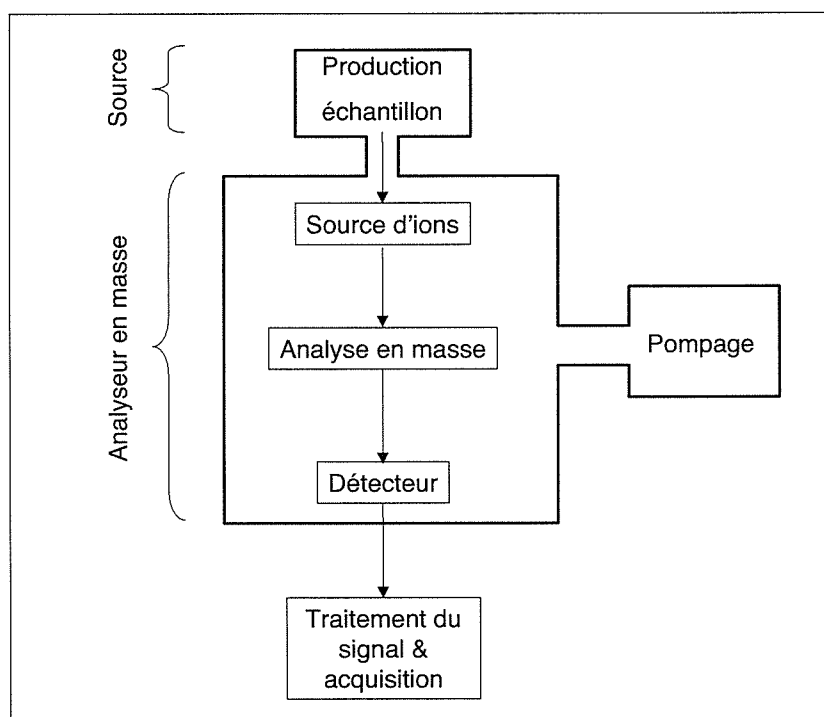 Source
Production
échantillon
Analyseur en masse
Source d'ions
Analyse en masse
Pompage
Détecteur
Traitement du
signal &
acquisition